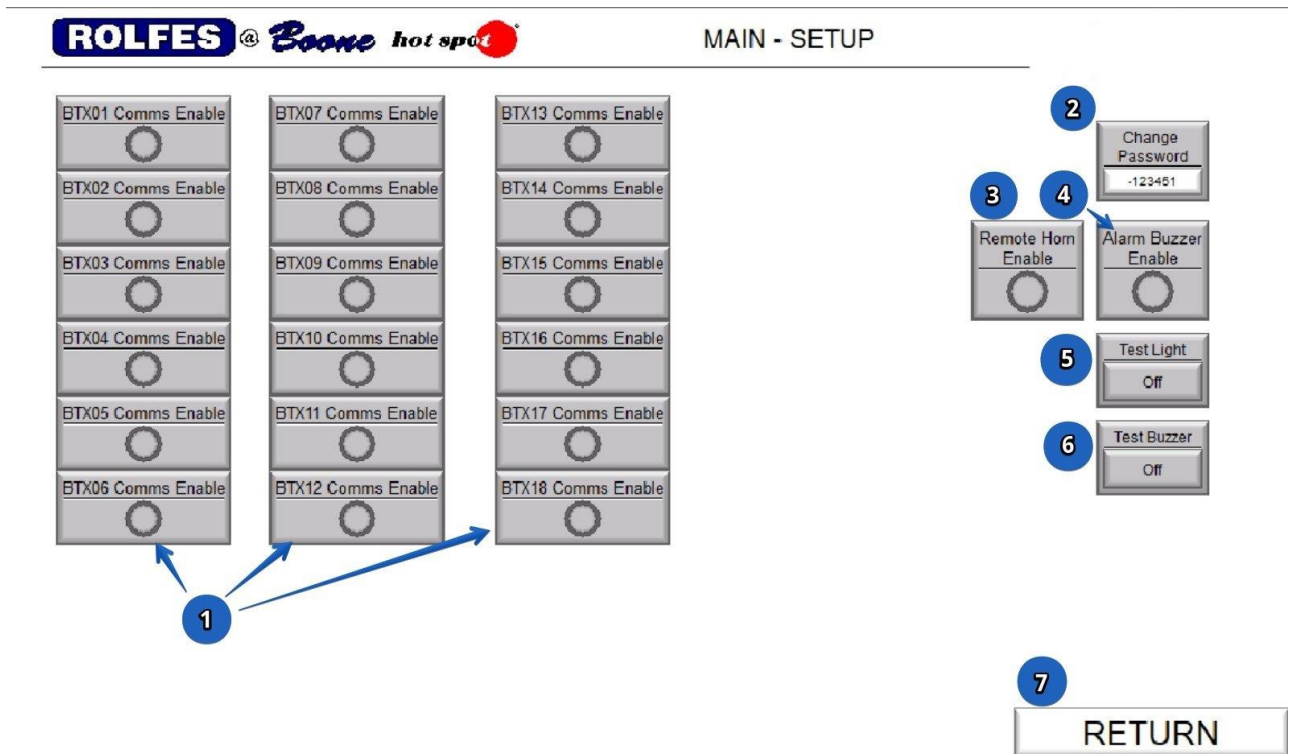 ROLFES @ Boone hot spot
MAIN - SETUP
BTX01 Comms Enable
BTX07 Comms Enable
BTX13 Comms Enable
2
Change
Password
-123451
BTX02 Comms Enable
BTX08 Comms Enable
BTX14 Comms Enable
3
4
Remote Horn
Enable
Alarm Buzzer
Enable
BTX03 Comms Enable
BTX09 Comms Enable
BTX15 Comms Enable
BTX04 Comms Enable
BTX10 Comms Enable
BTX16 Comms Enable
5
Test Light
Off
BTX05 Comms Enable
BTX11 Comms Enable
BTX17 Comms Enable
6
Test Buzzer
Off
BTX06 Comms Enable
BTX12 Comms Enable
BTX18 Comms Enable
1
7
RETURN